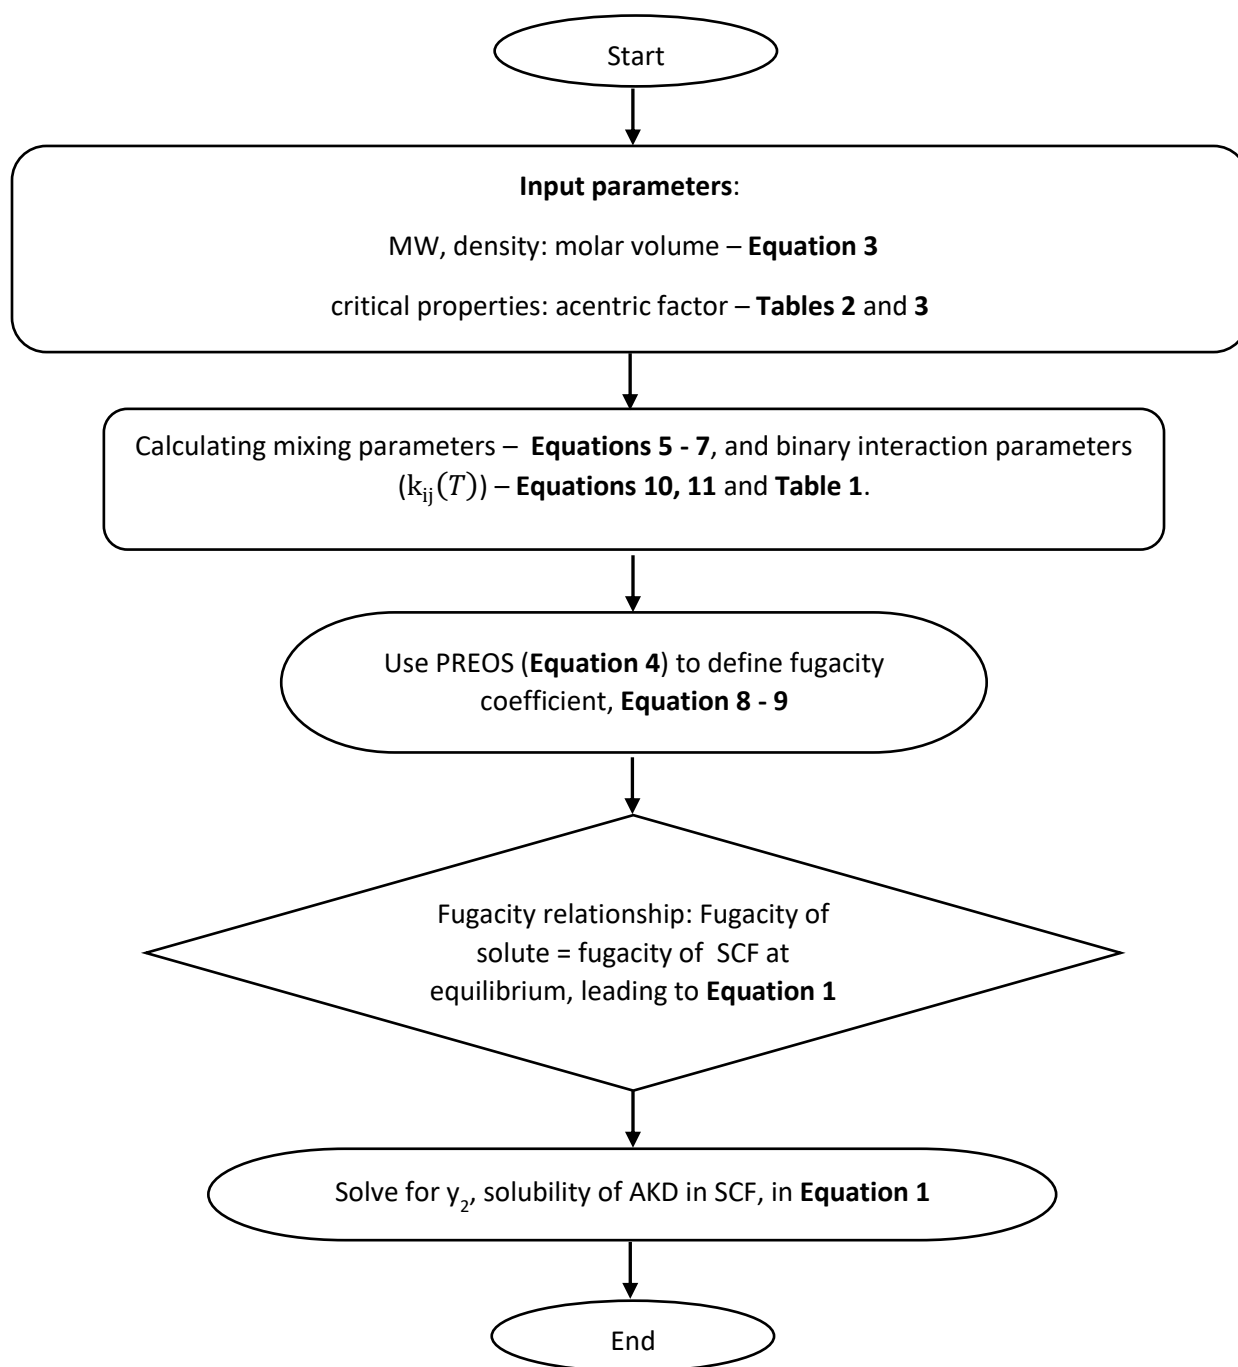 Start
Input parameters:
MW, density: molar volume – Equation 3
critical properties: acentric factor – Tables 2 and 3
Calculating mixing parameters – Equations 5 - 7, and binary interaction parameters
(kᵢⱼ(T)) – Equations 10, 11 and Table 1.
Use PREOS (Equation 4) to define fugacity
coefficient, Equation 8 - 9
Fugacity relationship: Fugacity of
solute = fugacity of SCF at
equilibrium, leading to Equation 1
Solve for y₂, solubility of AKD in SCF, in Equation 1
End